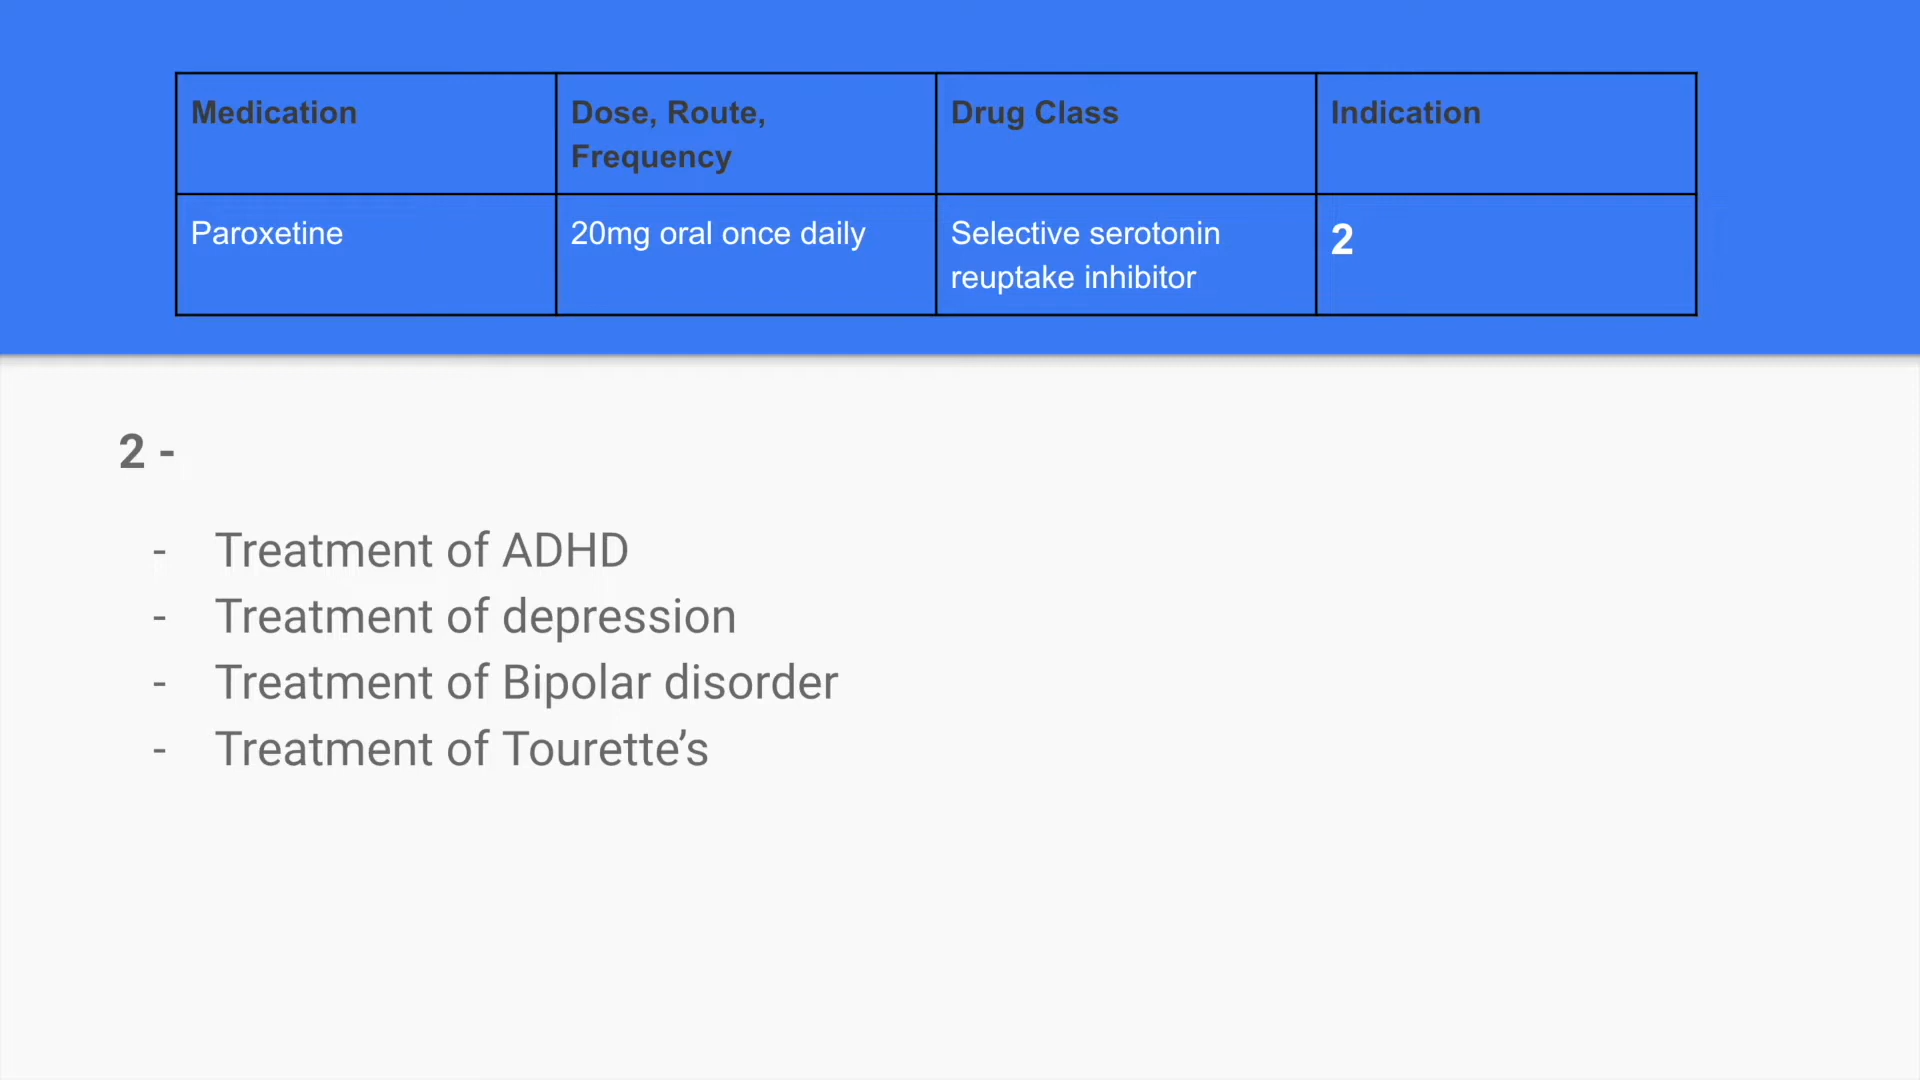 Medication
Dose, Route,
Frequency
Drug Class
Indication
Paroxetine
20mg oral once daily
Selective serotonin
reuptake inhibitor
2
2 -
- Treatment of ADHD
- Treatment of depression
- Treatment of Bipolar disorder
- Treatment of Tourette’s